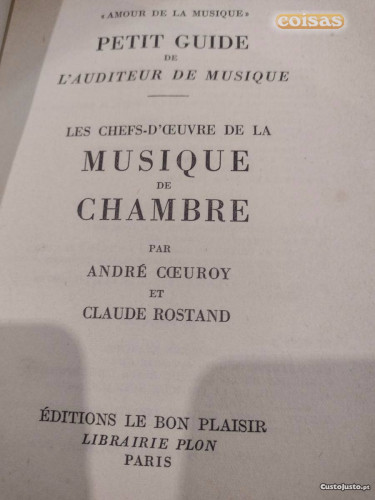 « AMOUR DE LA MUSIQUE »
coisas
PETIT GUIDE
DE
L'AUDITEUR DE MUSIQUE
LES CHEFS-D'ŒUVRE DE LA
MUSIQUE
DE
CHAMBRE
PAR
ANDRÉ CŒUROY
ET
CLAUDE ROSTAND
ÉDITIONS LE BON PLAISIR
LIBRAIRIE PLON
PARIS
CustoJusto.pt